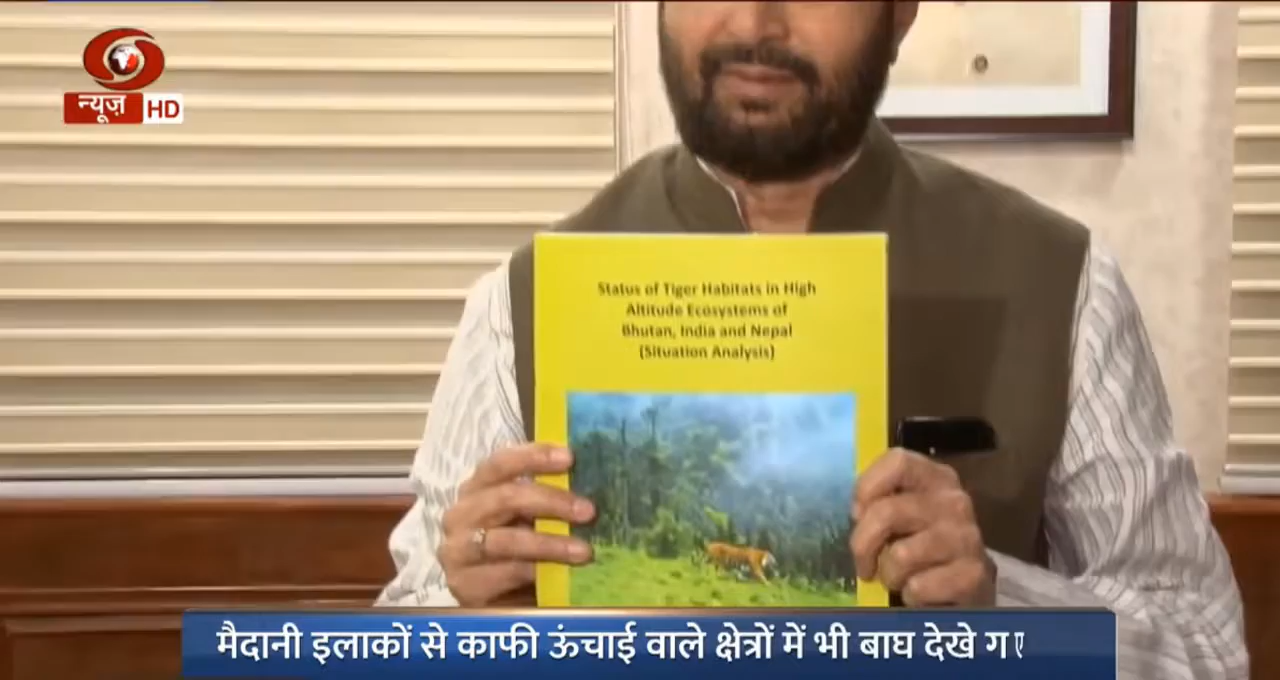 न्यूज़ HD
Status of Tiger Habitats in High
Altitude Ecosystems of
Bhutan, India and Nepal
(Situation Analysis)
मैदानी इलाकों से काफी ऊंचाई वाले क्षेत्रों में भी बाघ देखे गए